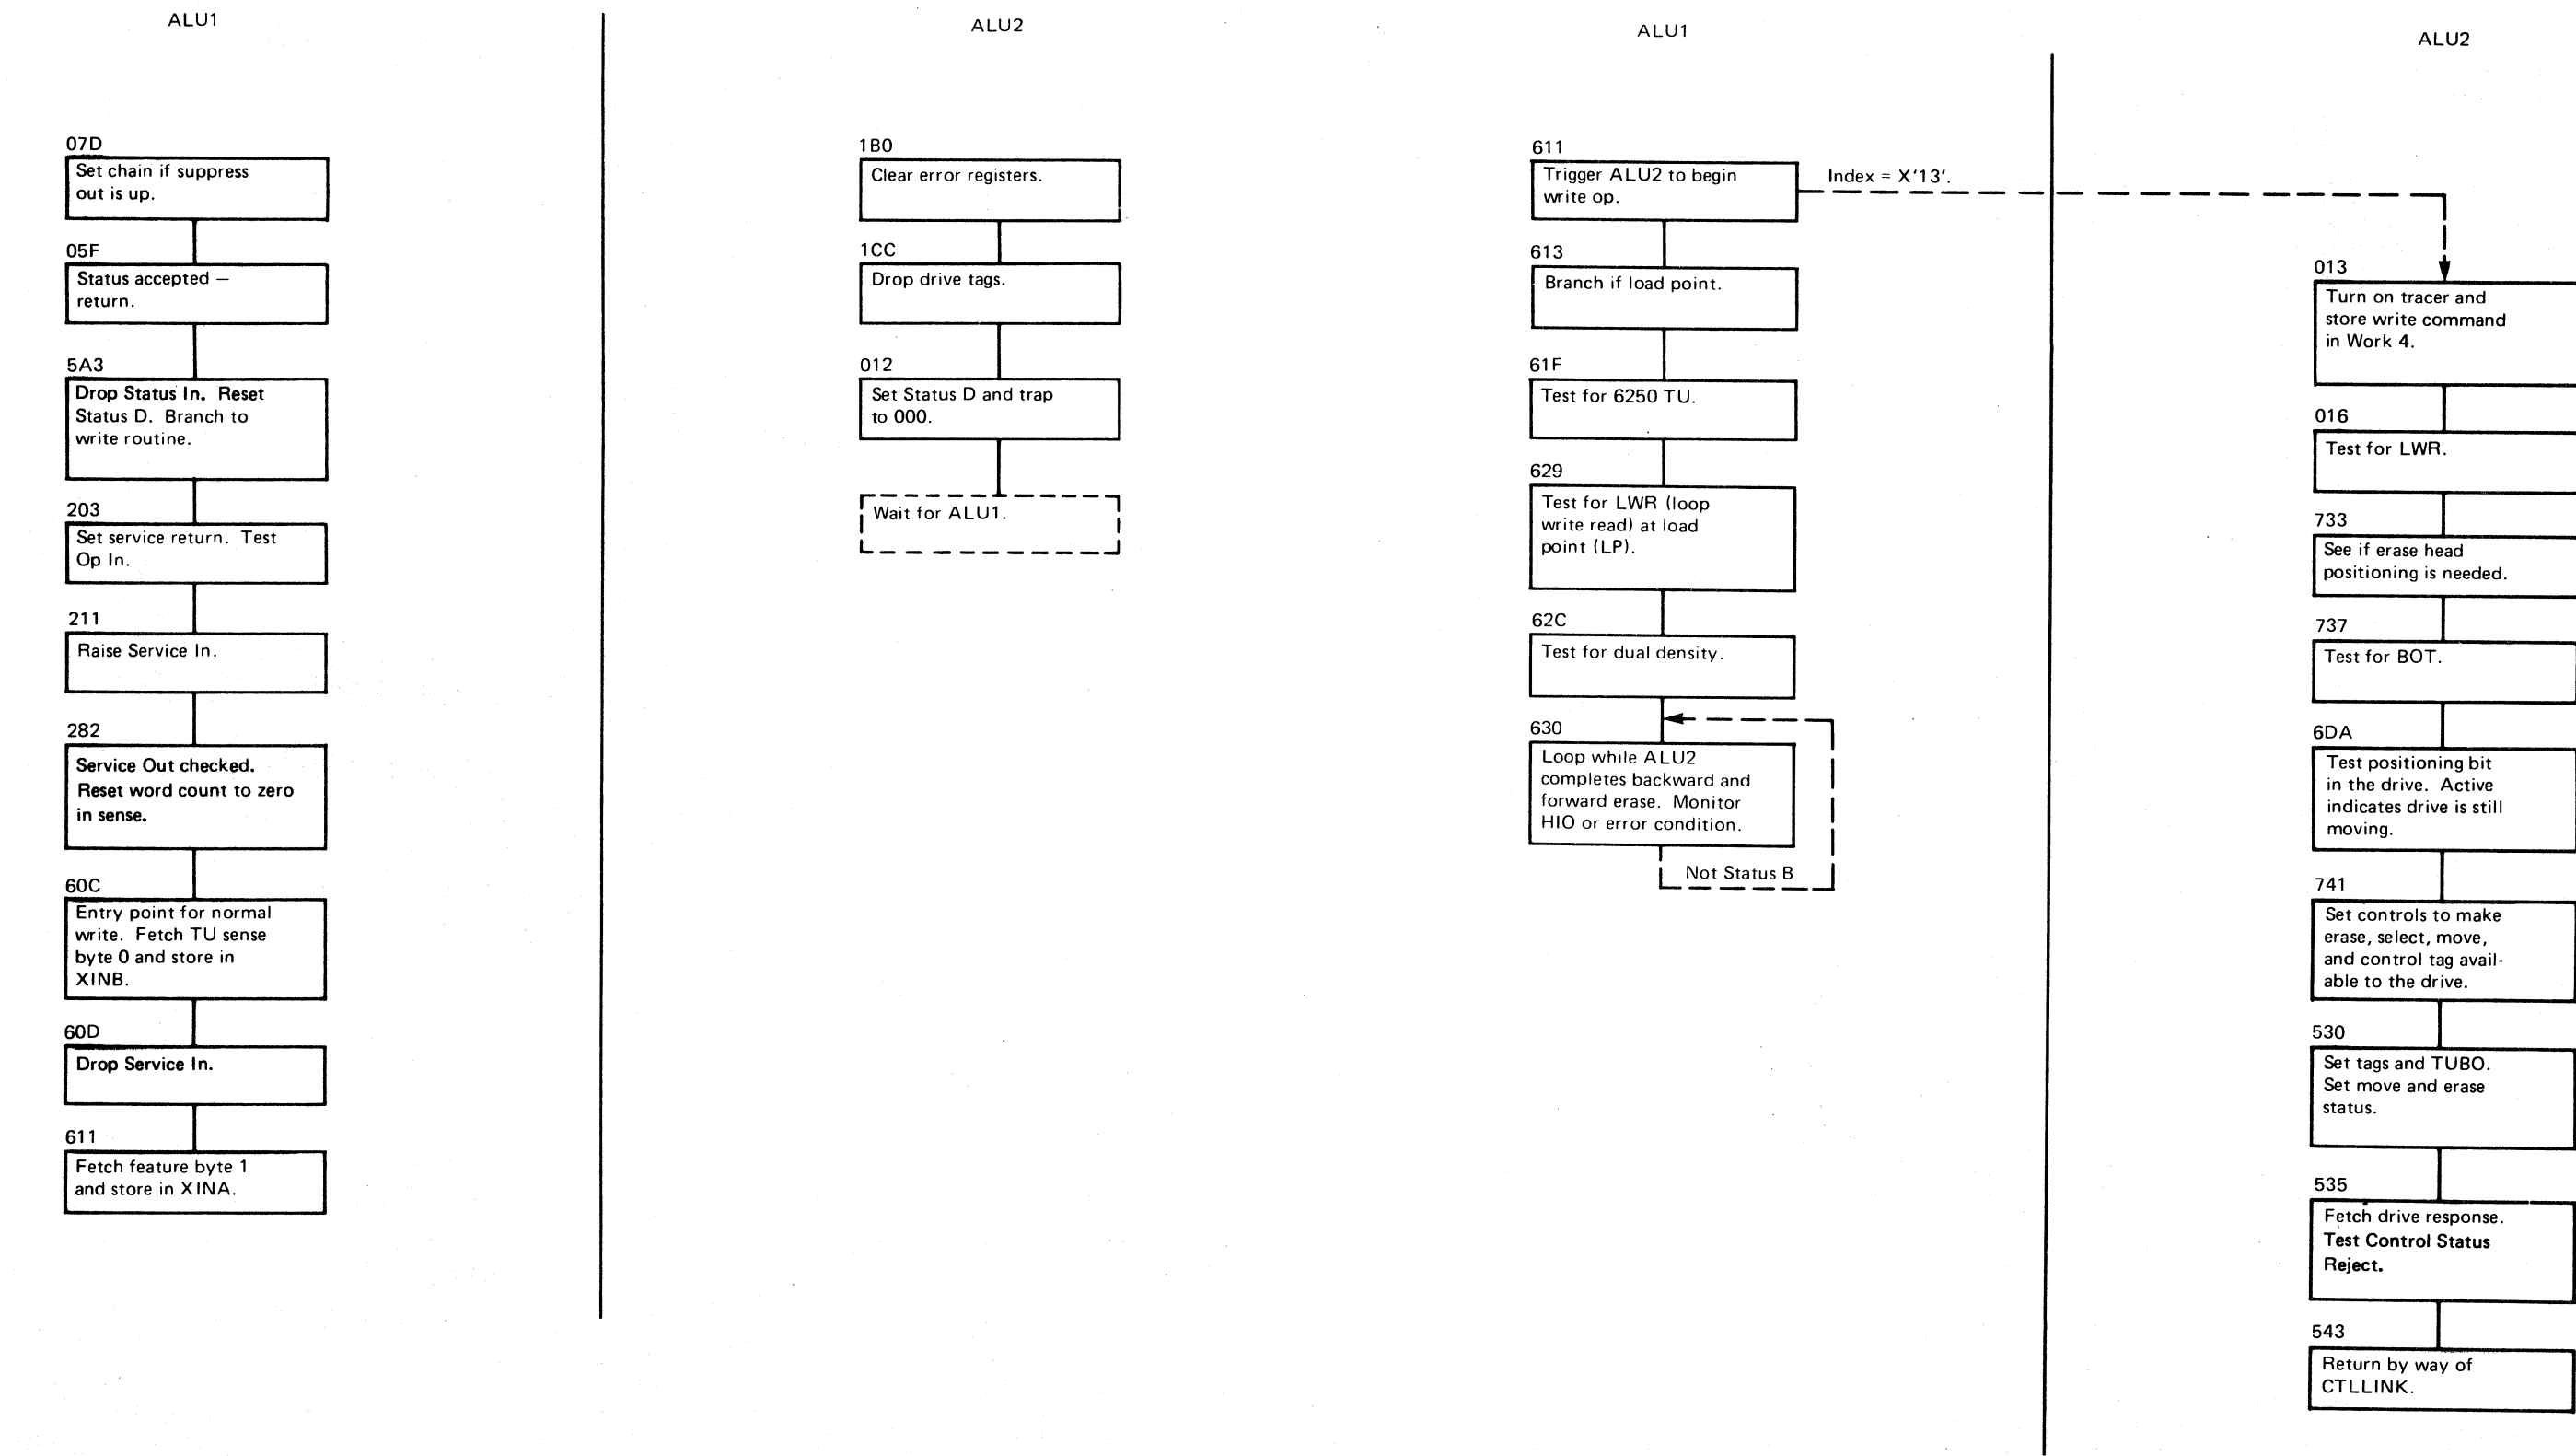 ALU1
07D
Set chain if suppress
out is up.
05F
Status accepted —
return.
5A3
Drop Status In. Reset
Status D. Branch to
write routine.
203
Set service return. Test
Op In.
211
Raise Service In.
282
Service Out checked.
Reset word count to zero
in sense.
60C
Entry point for normal
write. Fetch TU sense
byte 0 and store in
XINB.
60D
Drop Service In.
611
Fetch feature byte 1
and store in XINA.
ALU2
1B0
Clear error registers.
1CC
Drop drive tags.
012
Set Status D and trap
to 000.
Wait for ALU1.
ALU1
611
Trigger ALU2 to begin
write op.
Index = X'13'.
613
Branch if load point.
61F
Test for 6250 TU.
629
Test for LWR (loop
write read) at load
point (LP).
62C
Test for dual density.
630
Loop while ALU2
completes backward and
forward erase. Monitor
HIO or error condition.
Not Status B
ALU2
013
Turn on tracer and
store write command
in Work 4.
016
Test for LWR.
733
See if erase head
positioning is needed.
737
Test for BOT.
6DA
Test positioning bit
in the drive. Active
indicates drive is still
moving.
741
Set controls to make
erase, select, move,
and control tag avail-
able to the drive.
530
Set tags and TUBO.
Set move and erase
status.
535
Fetch drive response.
Test Control Status
Reject.
543
Return by way of
CTLLINK.